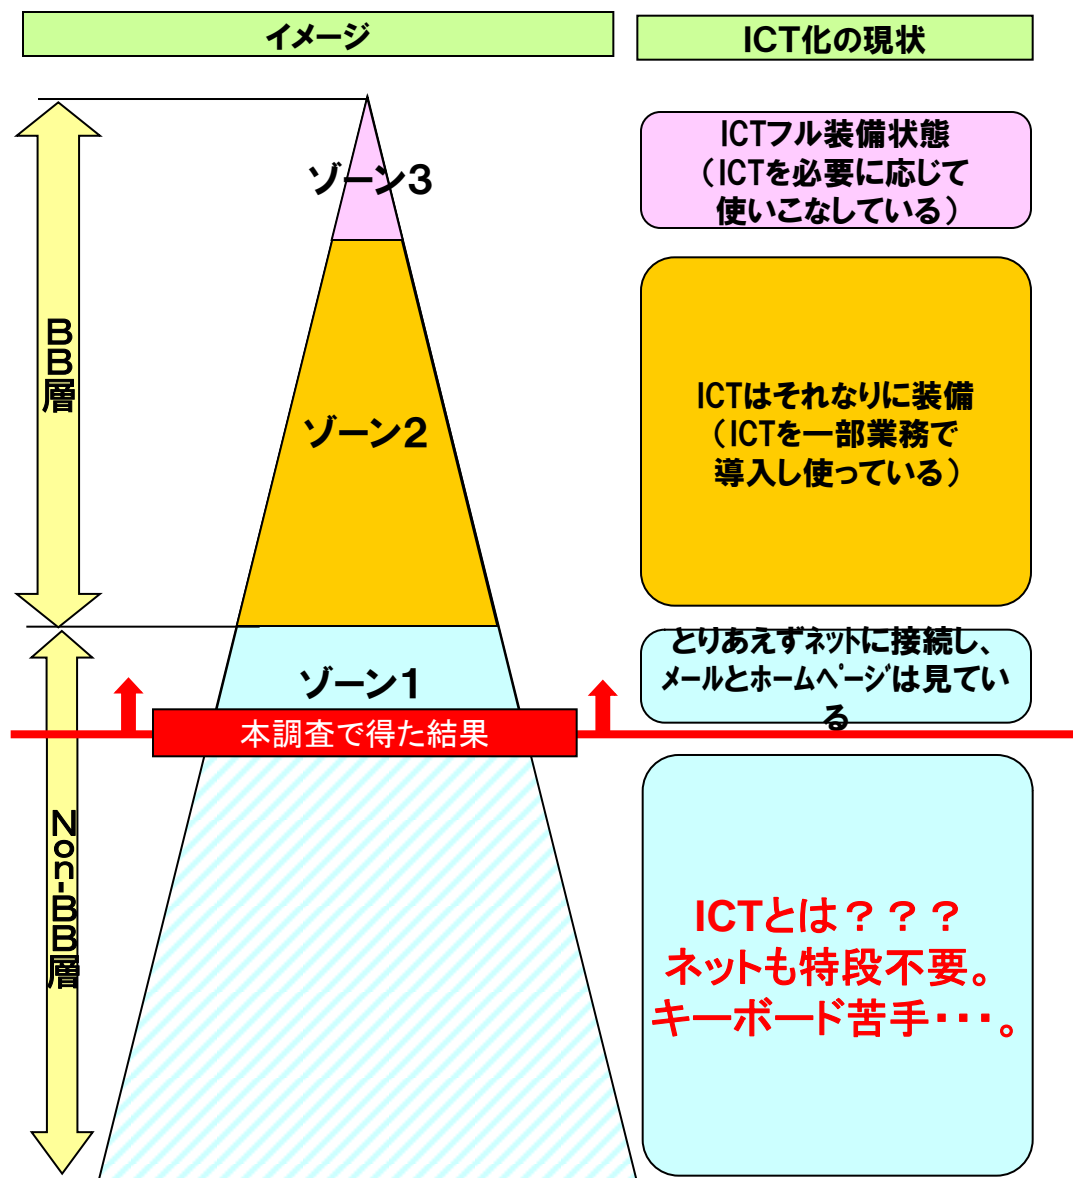 イメージ
ICT化の現状
BB層
ゾーン3
ICTフル装備状態
（ICTを必要に応じて
使いこなしている）
ゾーン2
ICTはそれなりに装備
（ICTを一部業務で
導入し使っている）
ゾーン1
とりあえずネットに接続し、
メールとホームページは見てい
る
本調査で得た結果
Non-BB層
ICTとは？？？
ネットも特段不要。
キーボード苦手・・・。